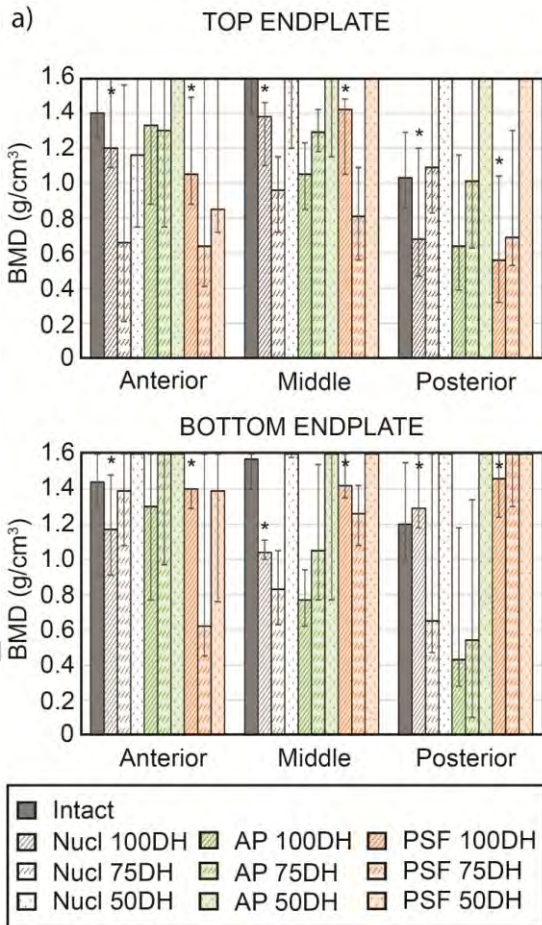 a)
TOP ENDPLATE
BMD (g/cm³)
1.6
1.4
1.2
1.0
0.8
0.6
0.4
0.2
0
* * * * * *
Anterior Middle Posterior
BOTTOM ENDPLATE
BMD (g/cm³)
1.6
1.4
1.2
1.0
0.8
0.6
0.4
0.2
0
* * * * * *
Anterior Middle Posterior
Intact
Nucl 100DH AP 100DH PSF 100DH
Nucl 75DH AP 75DH PSF 75DH
Nucl 50DH AP 50DH PSF 50DH